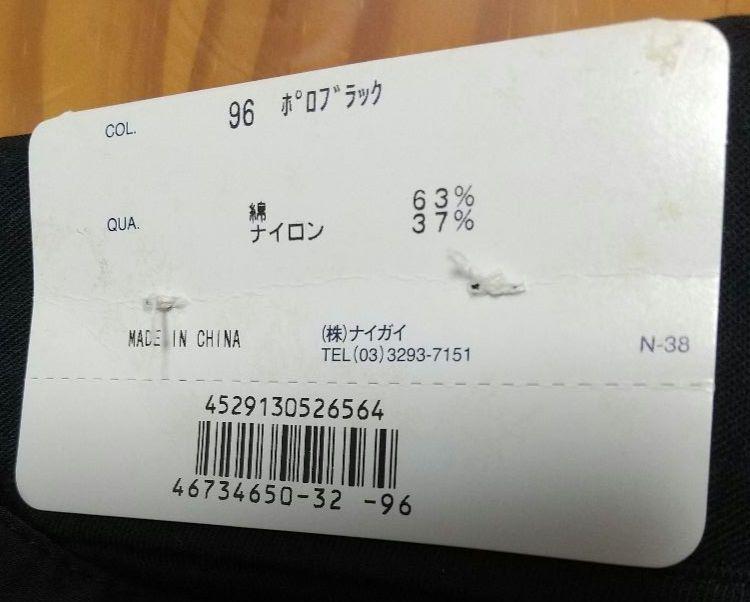 COL. 96 ﾎﾟﾛﾌﾞﾗｯｸ
QUA. 綿 63%
ナイロン 37%
MADE IN CHINA
(株)ナイガイ
TEL(03)3293-7151
N-38
4529130526564
46734650-32 -96